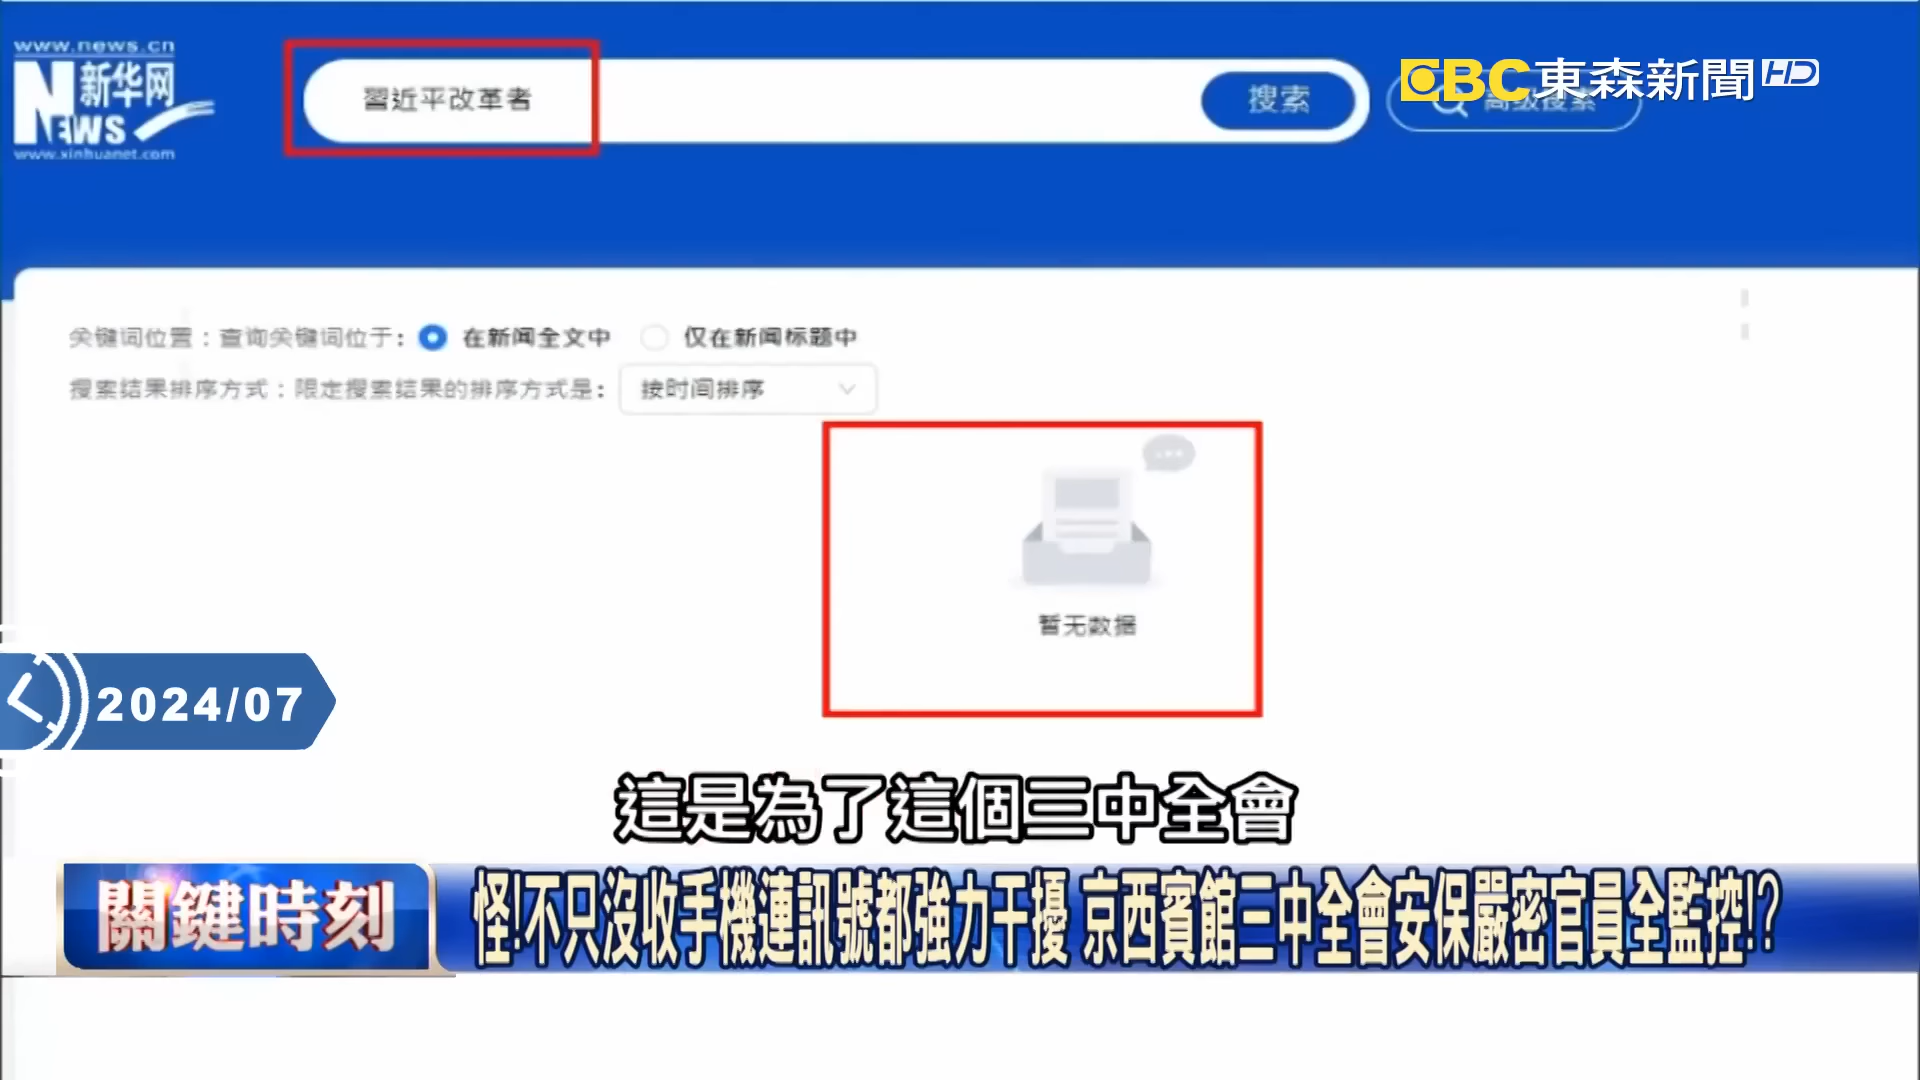 www.news.cn
新华网
NEWS
www.xinhuanet.com
習近平改革者
搜索
高级搜索
EBC東森新聞HD
关键词位置：查询关键词位于：
在新闻全文中
仅在新闻标题中
搜索结果排序方式：限定搜索结果的排序方式是：
按时间排序
暂无数据
2024/07
這是為了這個三中全會
關鍵時刻
怪!不只沒收手機連訊號都強力干擾 京西賓館三中全會安保嚴密官員全監控!?